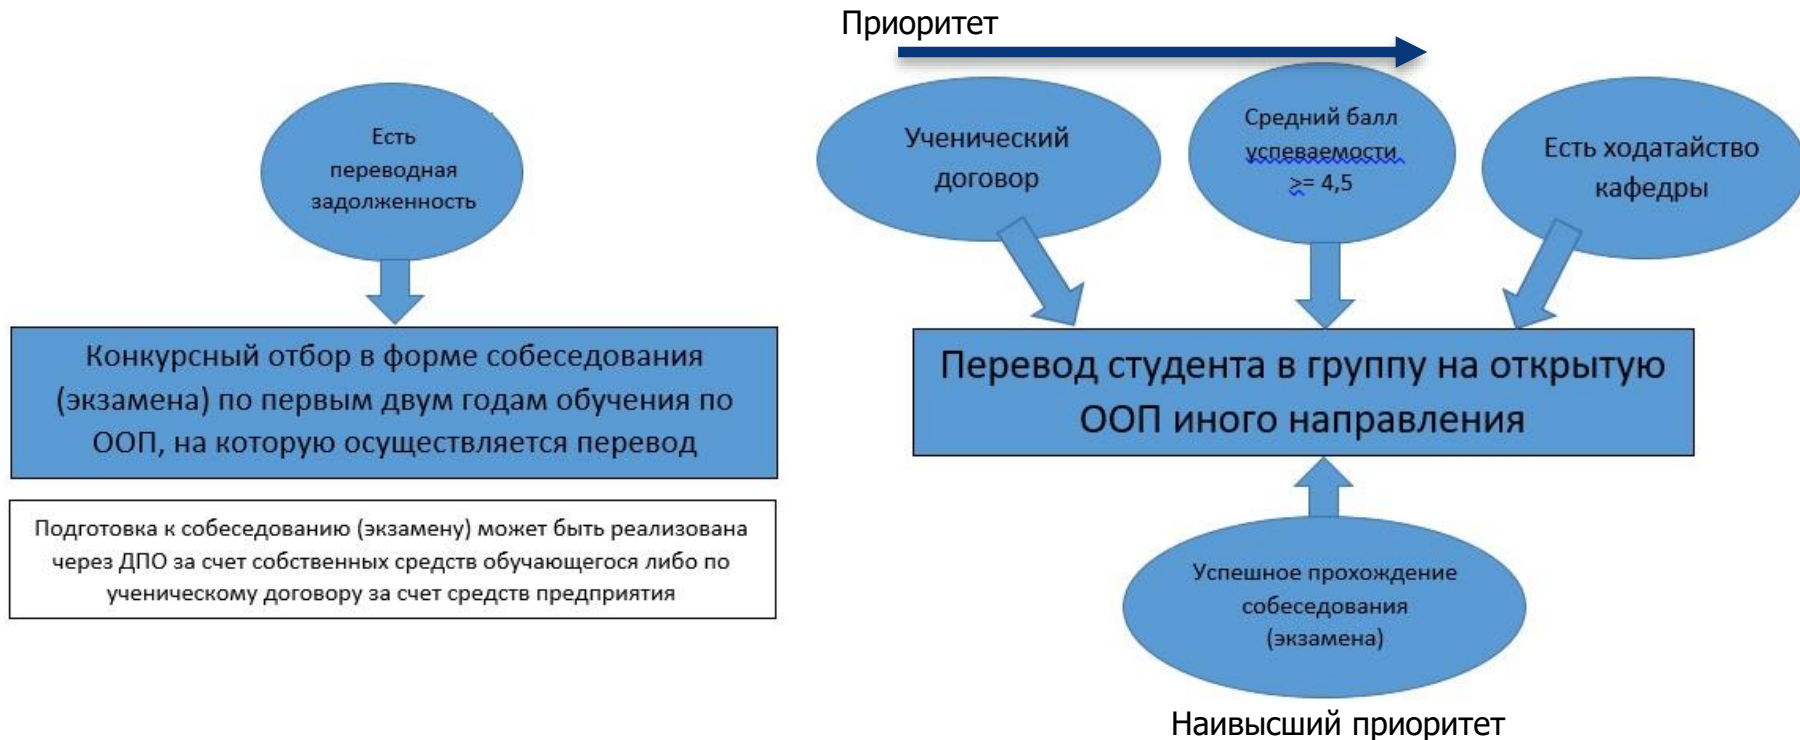 Приоритет
Есть
переводная
задолженность
Конкурсный отбор в форме собеседования
(экзамена) по первым двум годам обучения по
ООП, на которую осуществляется перевод
Подготовка к собеседованию (экзамену) может быть реализована
через ДПО за счет собственных средств обучающегося либо по
ученическому договору за счет средств предприятия
Ученический
договор
Средний балл
успеваемости
>= 4,5
Есть ходатайство
кафедры
Перевод студента в группу на открытую
ООП иного направления
Успешное прохождение
собеседования
(экзамена)
Наивысший приоритет